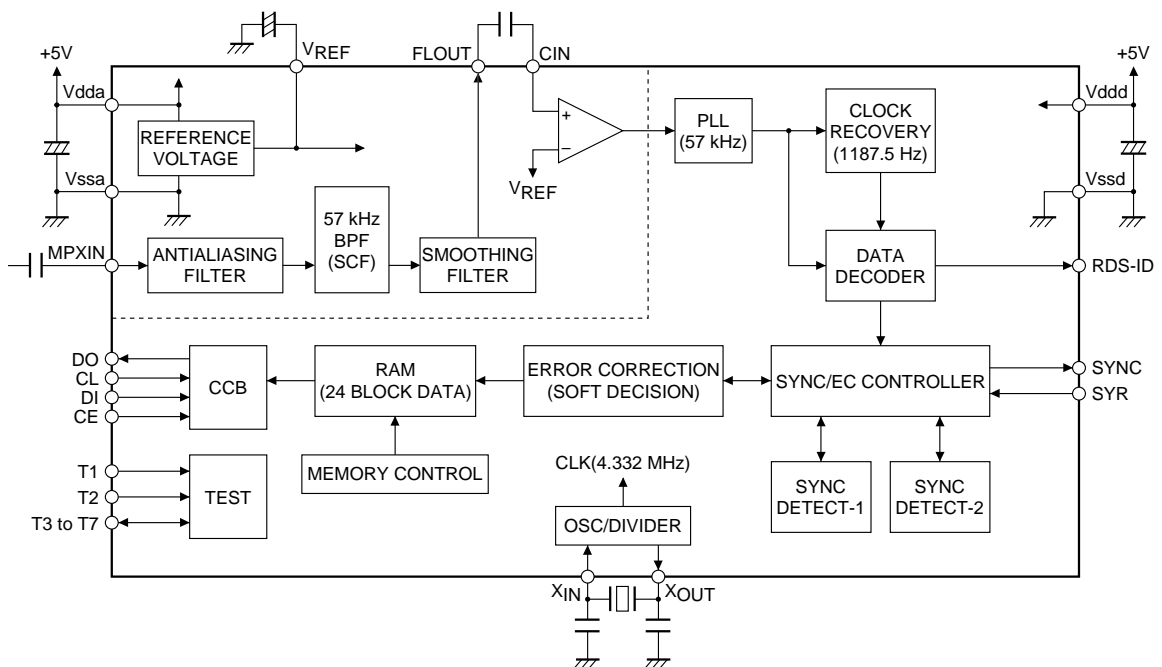 +5V
VREF
FLOUT
CIN
+5V
Vdda
REFERENCE
VOLTAGE
Vssa
+
−
VREF
PLL
(57 kHz)
CLOCK
RECOVERY
(1187.5 Hz)
Vddd
Vssd
MPXIN
ANTIALIASING
FILTER
57 kHz
BPF
(SCF)
SMOOTHING
FILTER
DATA
DECODER
RDS-ID
DO
CL
DI
CE
CCB
RAM
(24 BLOCK DATA)
ERROR CORRECTION
(SOFT DECISION)
SYNC/EC CONTROLLER
SYNC
SYR
T1
T2
T3 to T7
TEST
MEMORY CONTROL
CLK(4.332 MHz)
OSC/DIVIDER
SYNC
DETECT-1
SYNC
DETECT-2
XIN
XOUT